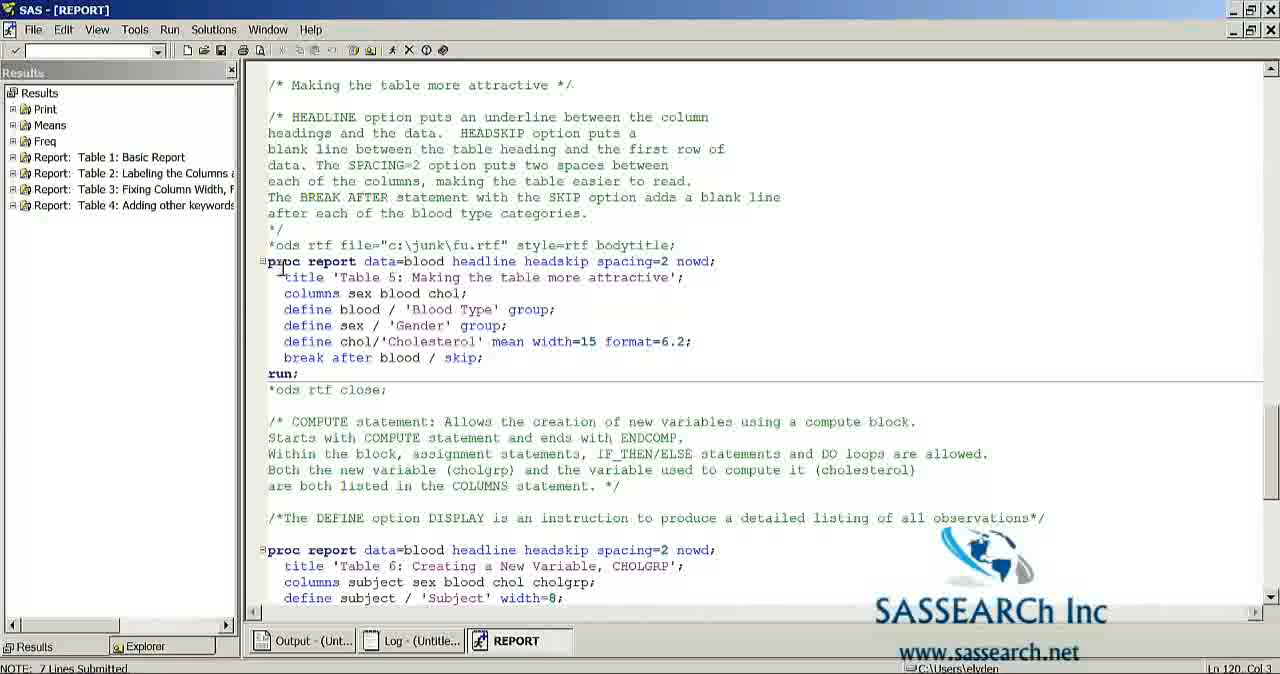 SAS - [REPORT]
File Edit View Tools Run Solutions Window Help
Results
Results
Print
Means
Freq
Report: Table 1: Basic Report
Report: Table 2: Labeling the Columns a
Report: Table 3: Fixing Column Width, F
Report: Table 4: Adding other keywords
/* Making the table more attractive */
/* HEADLINE option puts an underline between the column
headings and the data. HEADSKIP option puts a
blank line between the table heading and the first row of
data. The SPACING=2 option puts two spaces between
each of the columns, making the table easier to read.
The BREAK AFTER statement with the SKIP option adds a blank line
after each of the blood type categories.
*/
*ods rtf file="c:\junk\fu.rtf" style=rtf bodytitle;
proc report data=blood headline headskip spacing=2 nowd;
title 'Table 5: Making the table more attractive';
columns sex blood chol;
define blood / 'Blood Type' group;
define sex / 'Gender' group;
define chol/'Cholesterol' mean width=15 format=6.2;
break after blood / skip;
run;
*ods rtf close;
/* COMPUTE statement: Allows the creation of new variables using a compute block.
Starts with COMPUTE statement and ends with ENDCOMP.
Within the block, assignment statements, IF_THEN/ELSE statements and DO loops are allowed.
Both the new variable (cholgrp) and the variable used to compute it (cholesterol)
are both listed in the COLUMNS statement. */
/*The DEFINE option DISPLAY is an instruction to produce a detailed listing of all observations*/
proc report data=blood headline headskip spacing=2 nowd;
title 'Table 6: Creating a New Variable, CHOLGRP';
columns subject sex blood chol cholgrp;
define subject / 'Subject' width=8;
SASSEARCh Inc
www.sassearch.net
Results Explorer
Output - (Unt... Log - (Untitle... REPORT
NOTE: 7 Lines Submitted.
C:\Users\elyden
Ln 120, Col 3